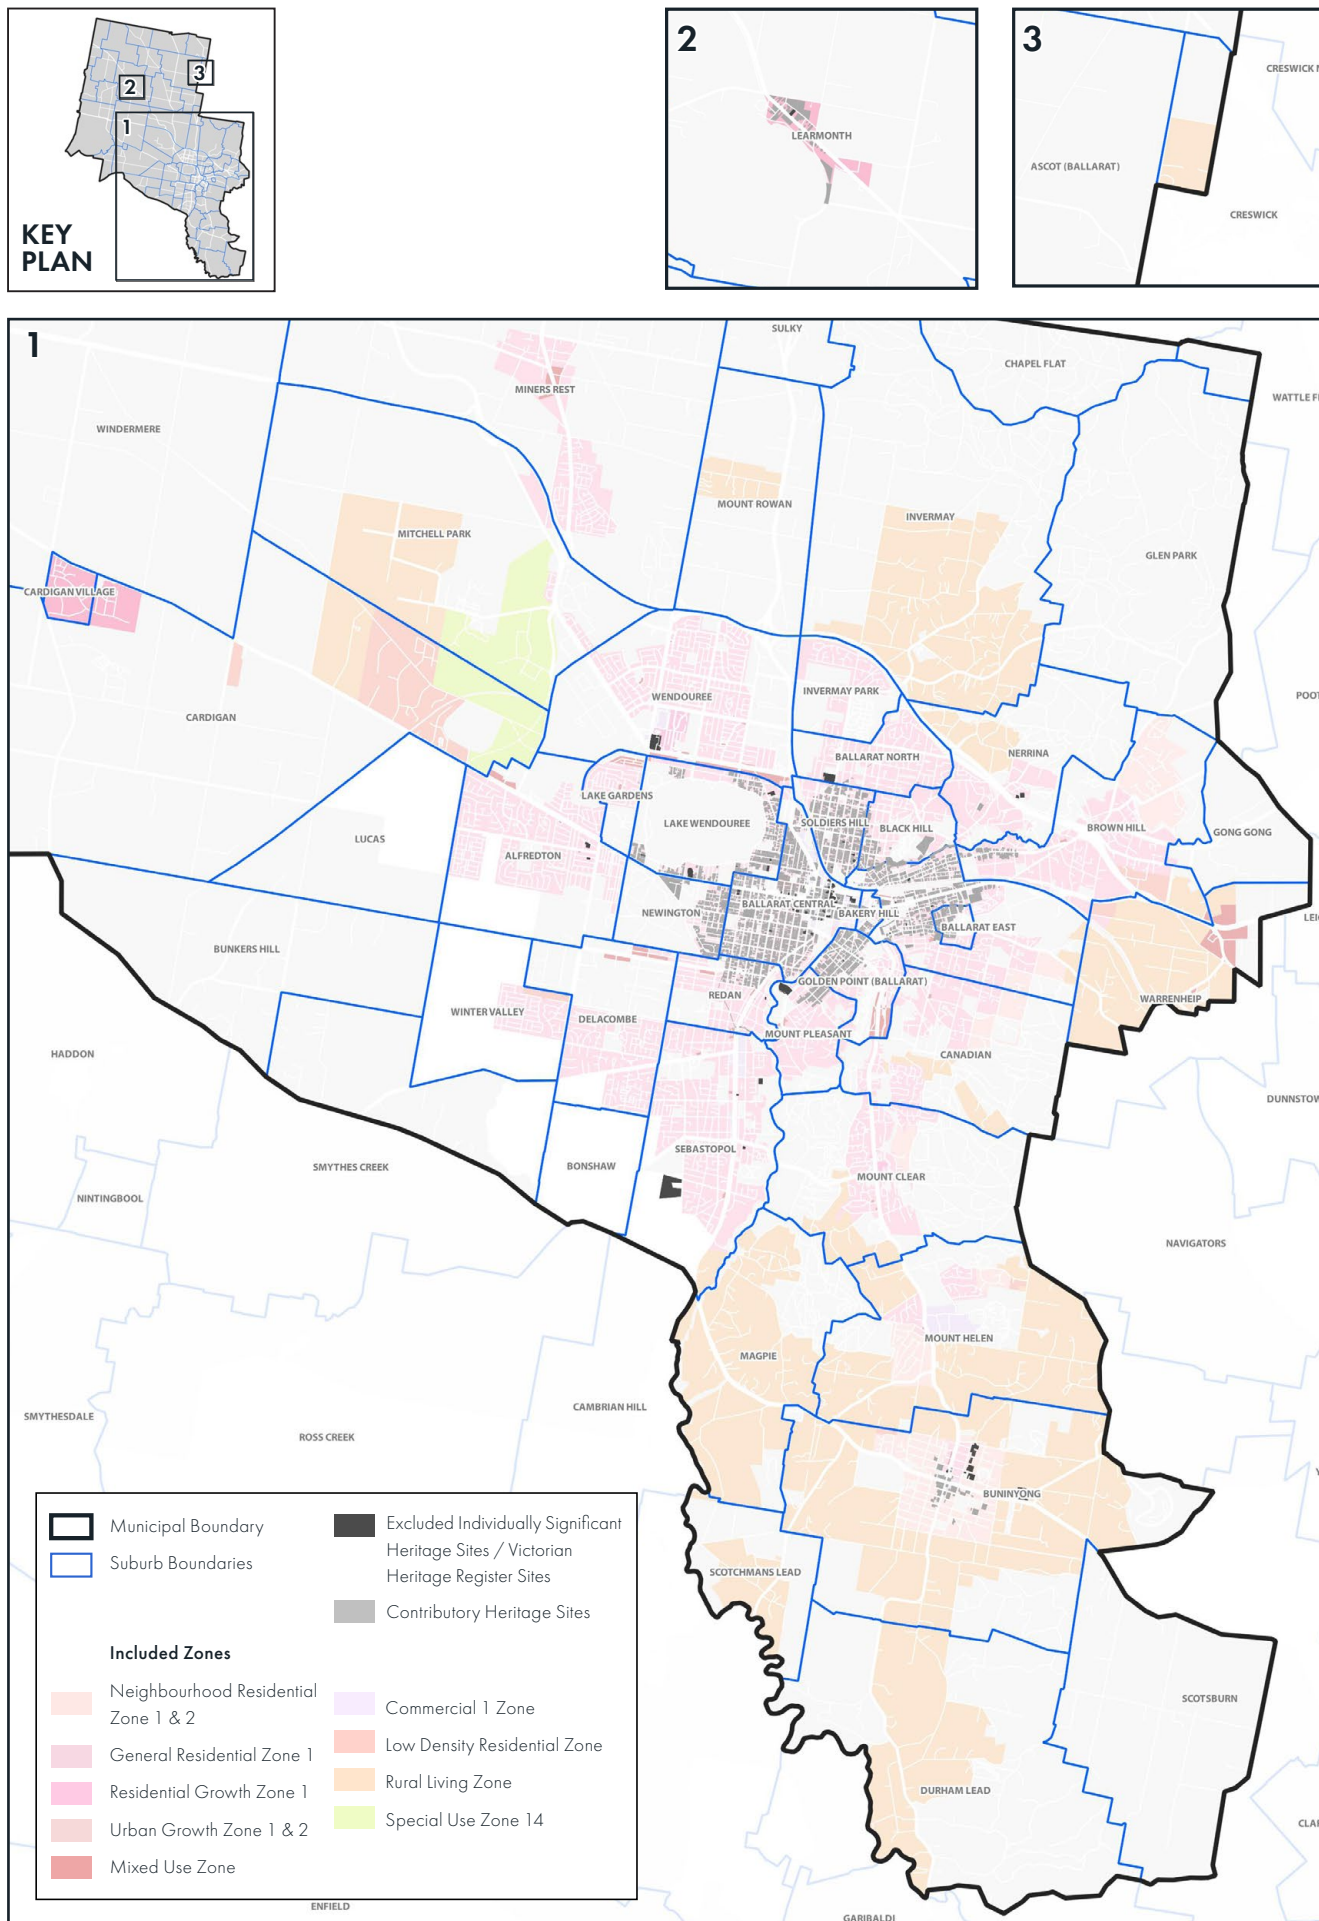 KEY
PLAN
1
2
3
2
LEARMONTH
3
CRESWICK
ASCOT (BALLARAT)
CRESWICK
1
SULKY
CHAPEL FLAT
MINERS REST
WATTLE
WINDERMERE
MOUNT ROWAN
INVERMAY
MITCHELL PARK
GLEN PARK
CARDIGAN VILLAGE
WENDOUREE
INVERMAY PARK
CARDIGAN
NERRINA
BALLARAT NORTH
LAKE GARDENS
LAKE WENDOUREE
SOLDIERS HILL
BLACK HILL
BROWN HILL
GONG GONG
LUCAS
ALFREDTON
BALLARAT CENTRAL
NEWINGTON
BAKERY HILL
BALLARAT EAST
BUNKERS HILL
GOLDEN POINT (BALLARAT)
REDAN
WARRENHEIP
WINTER VALLEY
DELACOMBE
MOUNT PLEASANT
HADDON
CANADIAN
SEBASTOPOL
SMYTHES CREEK
BONSHAW
MOUNT CLEAR
NINTINGBOOL
NAVIGATORS
MOUNT HELEN
MAGPIE
SMYTHESDALE
CAMBRIAN HILL
ROSS CREEK
BUNINYONG
SCOTCHMANS LEAD
SCOTSBURN
DURHAM LEAD
ENFIELD
GARIBALDI
Municipal Boundary
Suburb Boundaries
Excluded Individually Significant
Heritage Sites / Victorian
Heritage Register Sites
Contributory Heritage Sites
Included Zones
Neighbourhood Residential
Zone 1 & 2
General Residential Zone 1
Residential Growth Zone 1
Urban Growth Zone 1 & 2
Mixed Use Zone
Commercial 1 Zone
Low Density Residential Zone
Rural Living Zone
Special Use Zone 14